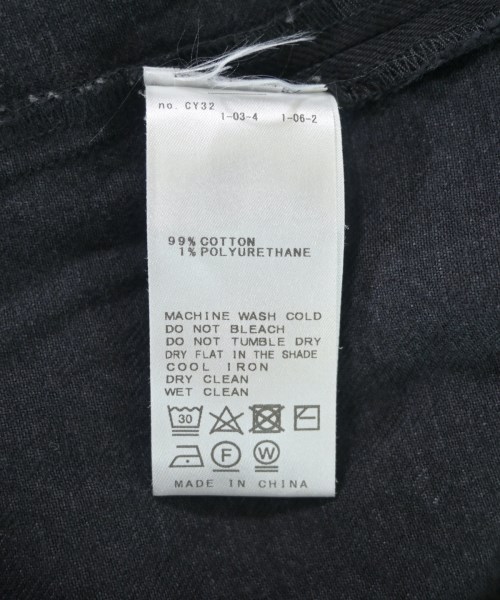 no. CY32
1-03-4 1-06-2
99% COTTON
1% POLYURETHANE
MACHINE WASH COLD
DO NOT BLEACH
DO NOT TUMBLE DRY
DRY FLAT IN THE SHADE
COOL IRON
DRY CLEAN
WET CLEAN
30
F W
MADE IN CHINA